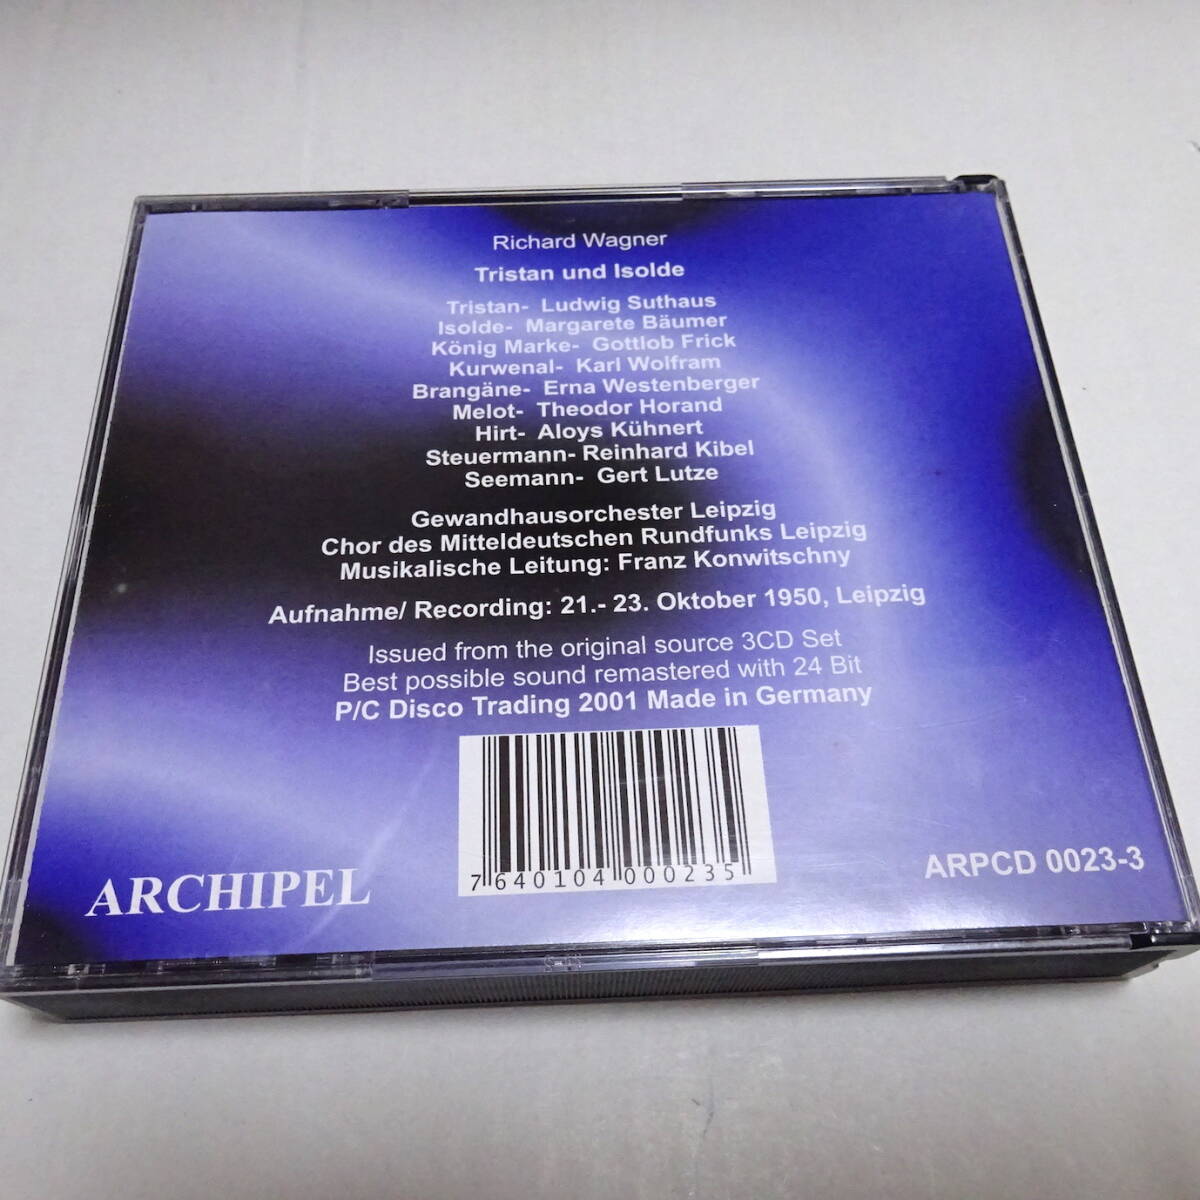 Richard Wagner
Tristan und Isolde
Tristan- Ludwig Suthaus
Isolde- Margarete Bäumer
König Marke- Gottlob Frick
Kurwenal- Karl Wolfram
Brangäne- Erna Westenberger
Melot- Theodor Horand
Hirt- Aloys Kühnert
Steuermann- Reinhard Kibel
Seemann- Gert Lutze
Gewandhausorchester Leipzig
Chor des Mitteldeutschen Rundfunks Leipzig
Musikalische Leitung: Franz Konwitschny
Aufnahme/ Recording: 21.- 23. Oktober 1950, Leipzig
Issued from the original source 3CD Set
Best possible sound remastered with 24 Bit
P/C Disco Trading 2001 Made in Germany
7 640104 000235
ARCHIPEL
ARPCD 0023-3